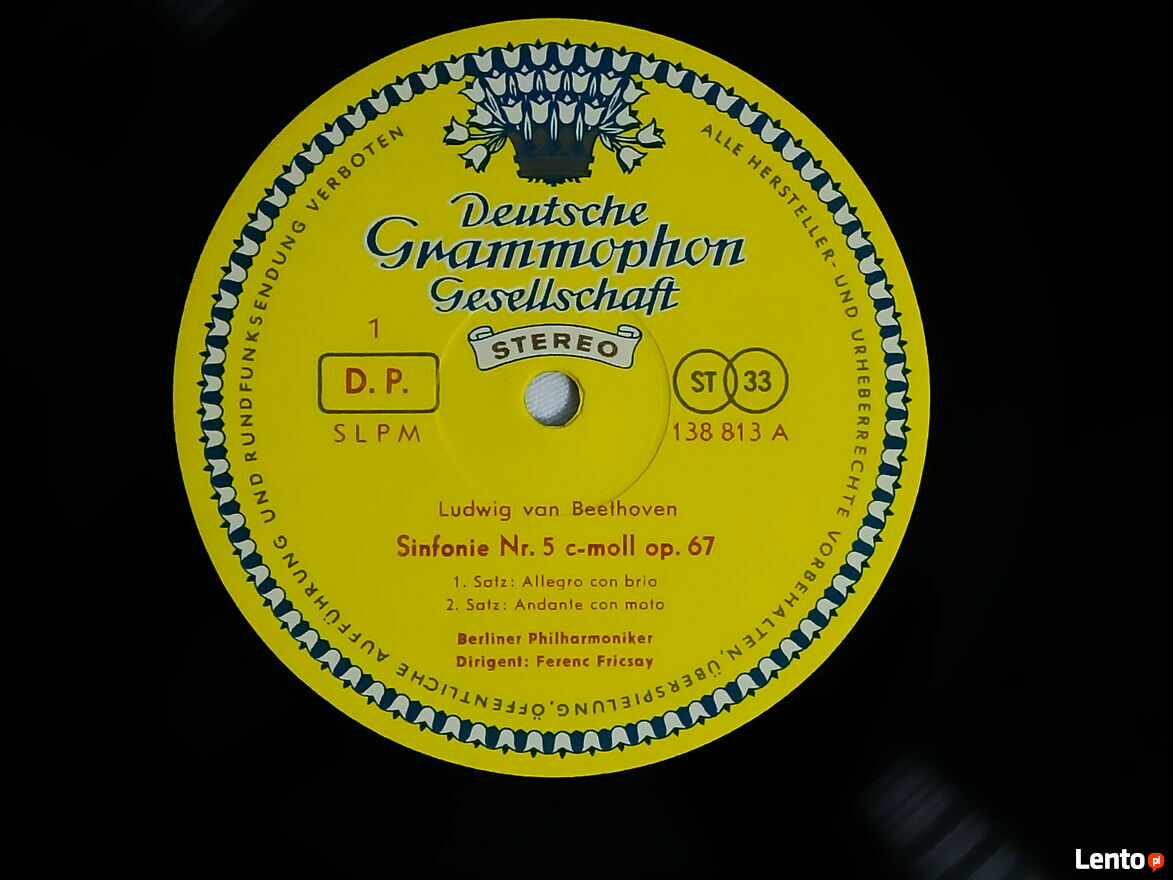 Deutsche
Grammophon
Gesellschaft
STEREO
1
D. P.
SLPM
ST 33
138 813 A
Ludwig van Beethoven
Sinfonie Nr. 5 c-moll op. 67
1. Satz: Allegro con brio
2. Satz: Andante con moto
Berliner Philharmoniker
Dirigent: Ferenc Fricsay
ALLE HERSTELLER- UND URHEBERRECHTE VORBEHALTEN, ÜBERSPIELUNG, ÖFFENTLICHE AUFFÜHRUNG UND RUNDFUNKSENDUNG VERBOTEN
Lento pl